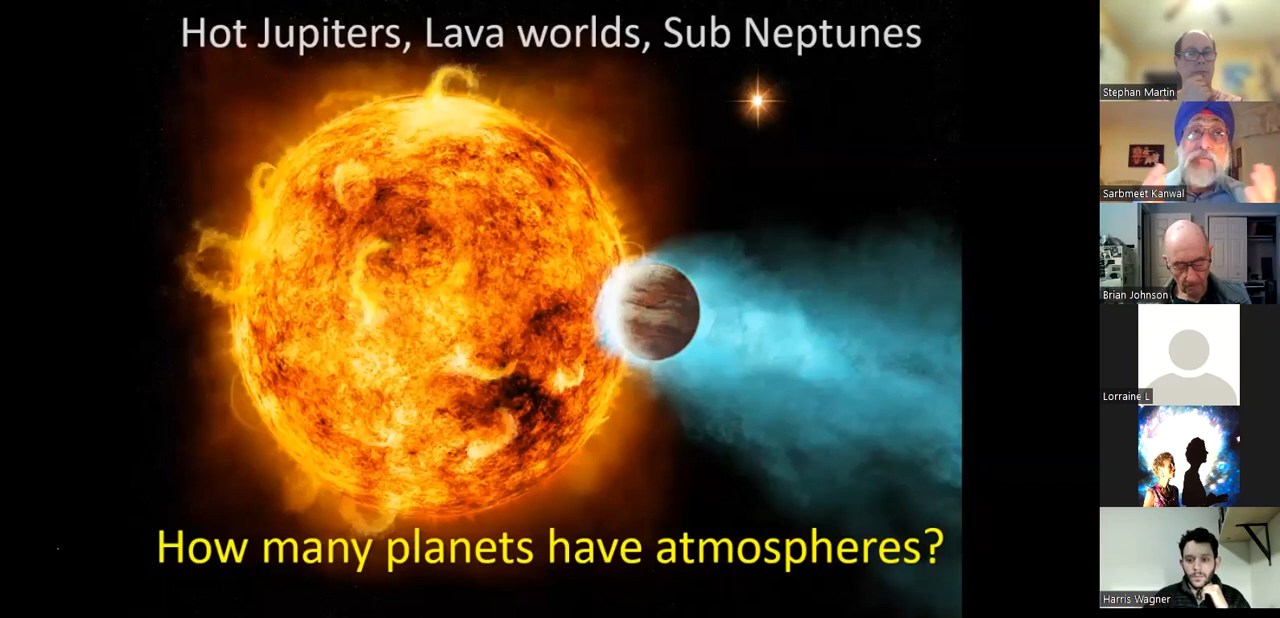 Hot Jupiters, Lava worlds, Sub Neptunes
How many planets have atmospheres?
Stephan Martin
Sarbmeet Kanwal
Brian Johnson
Lorraine L
Harris Wagner